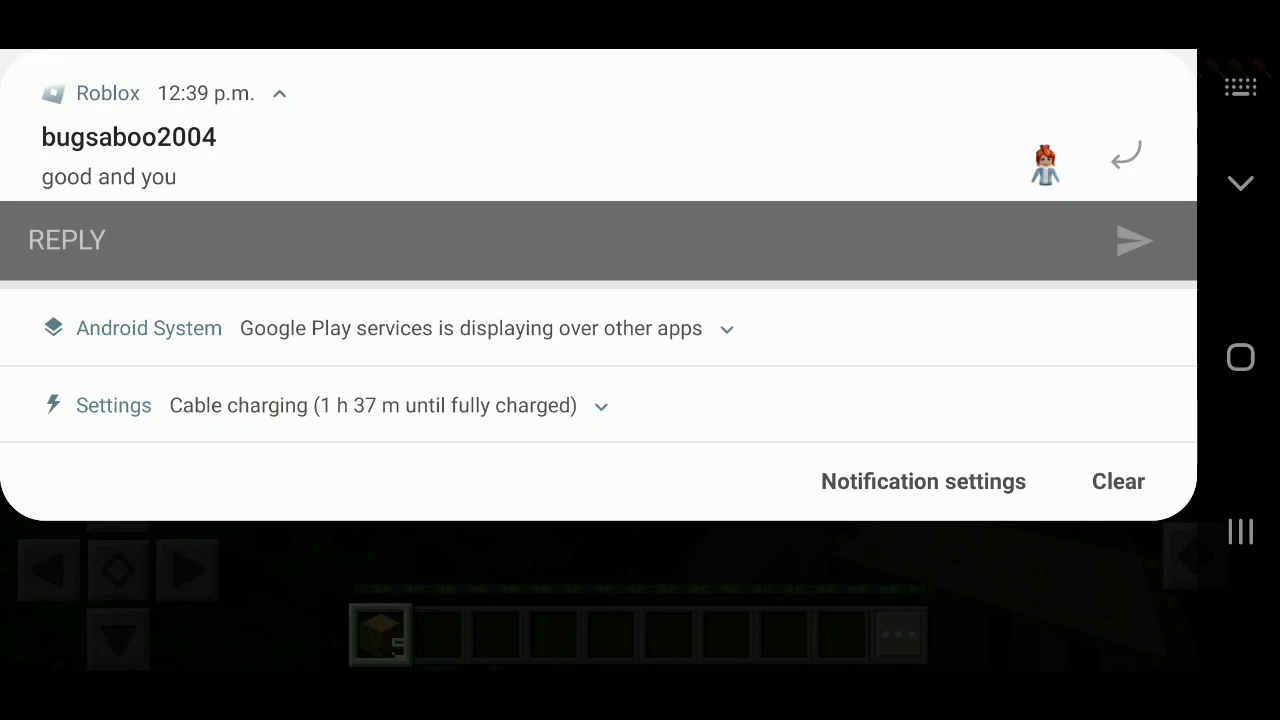 Roblox 12:39 p.m.
bugsaboo2004
good and you
REPLY
Android System Google Play services is displaying over other apps
Settings Cable charging (1 h 37 m until fully charged)
Notification settings Clear
5